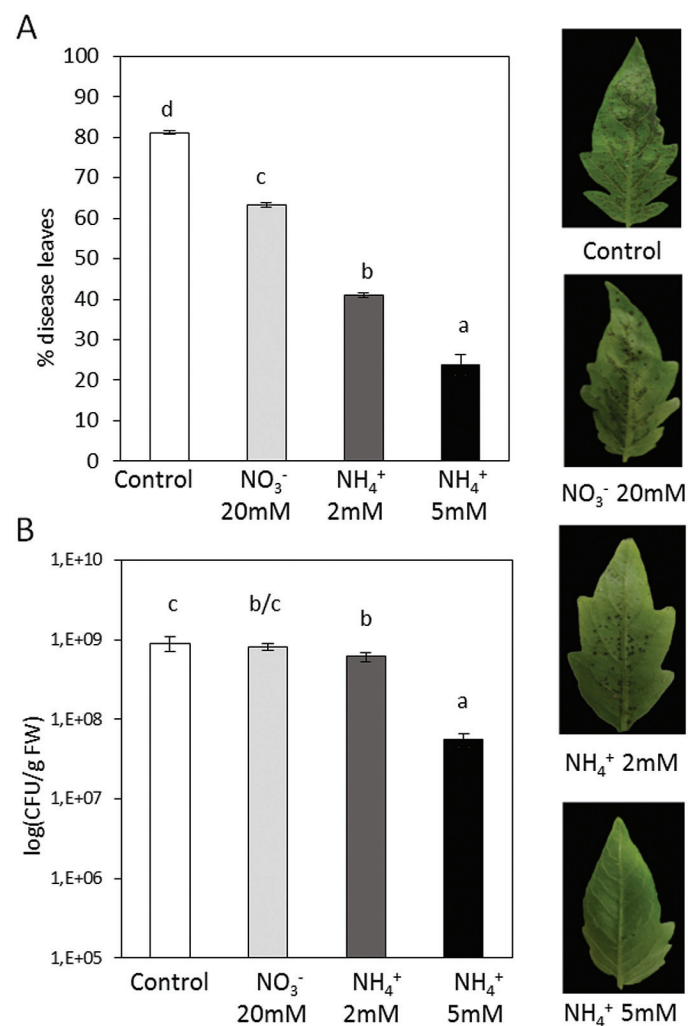 A
% disease leaves
100
90
80
70
60
50
40
30
20
10
0
d
c
b
a
Control
NO₃⁻ 20mM
NH₄⁺ 2mM
NH₄⁺ 5mM
Control
NO₃⁻ 20mM
B
log(CFU/g FW)
1,E+10
1,E+09
1,E+08
1,E+07
1,E+06
1,E+05
c
b/c
b
a
Control
NO₃⁻ 20mM
NH₄⁺ 2mM
NH₄⁺ 5mM
NH₄⁺ 2mM
NH₄⁺ 5mM